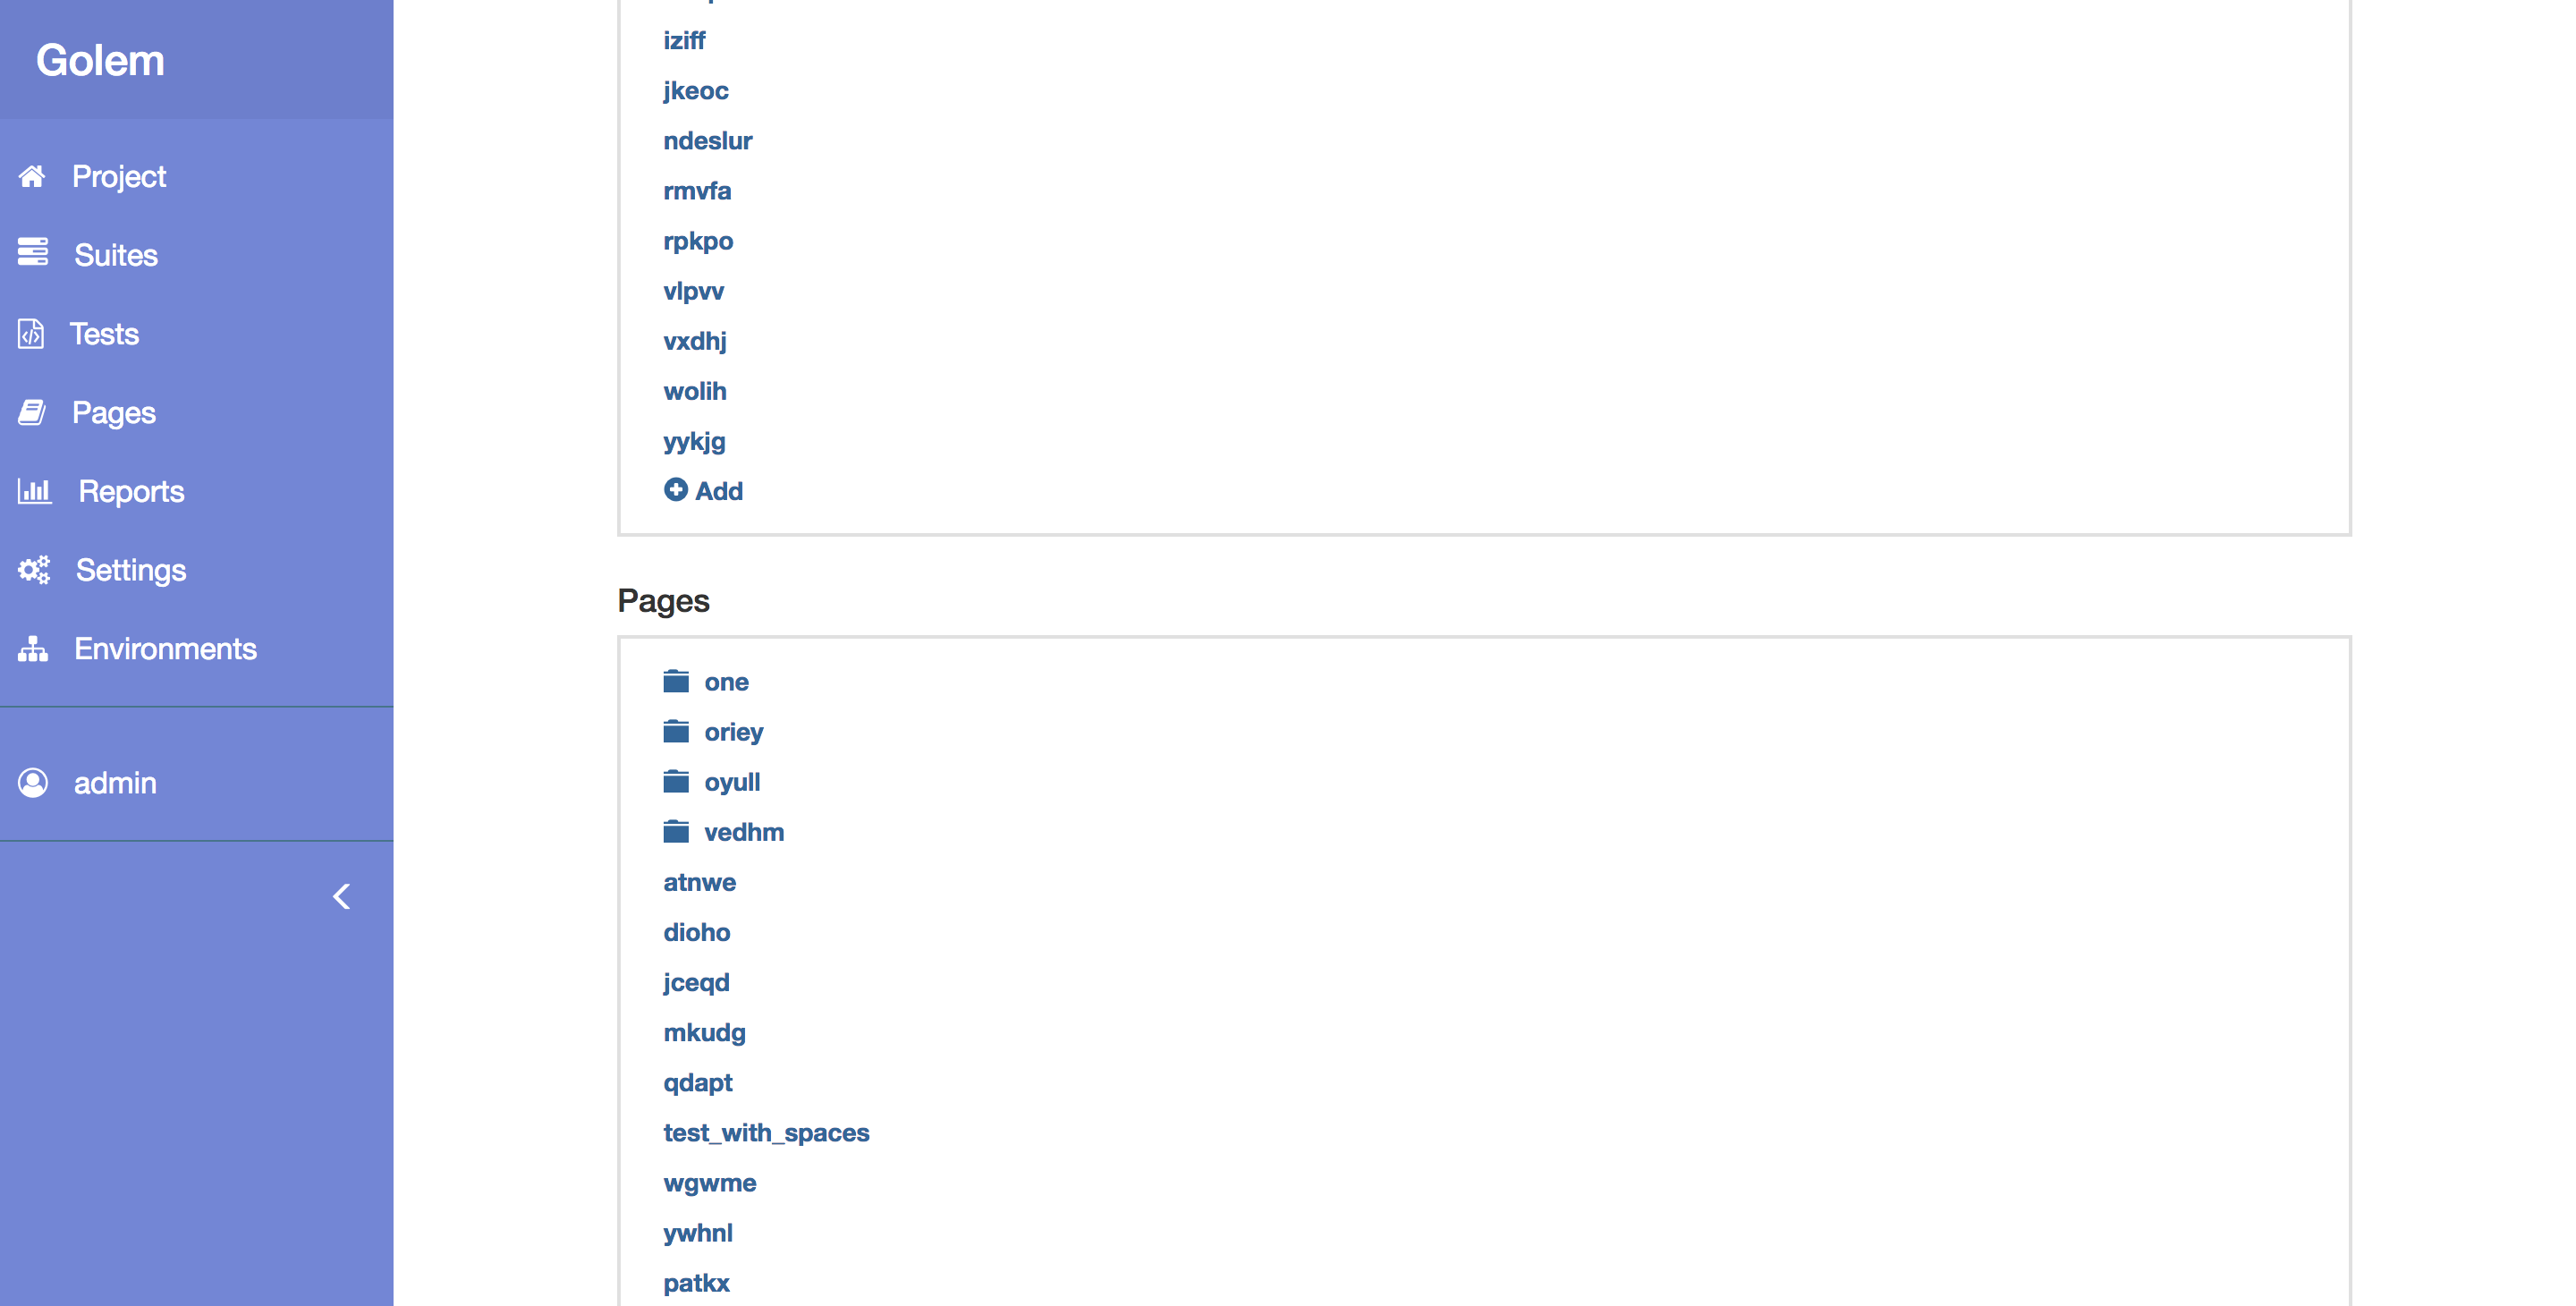 Golem
Project
Suites
Tests
Pages
Reports
Settings
Environments
admin
iziff
jkeoc
ndeslur
rmvfa
rpkpo
vlpvv
vxdhj
wolih
yykjg
Add
Pages
one
oriey
oyull
vedhm
atnwe
dioho
jceqd
mkudg
qdapt
test_with_spaces
wgwme
ywhnl
patkx